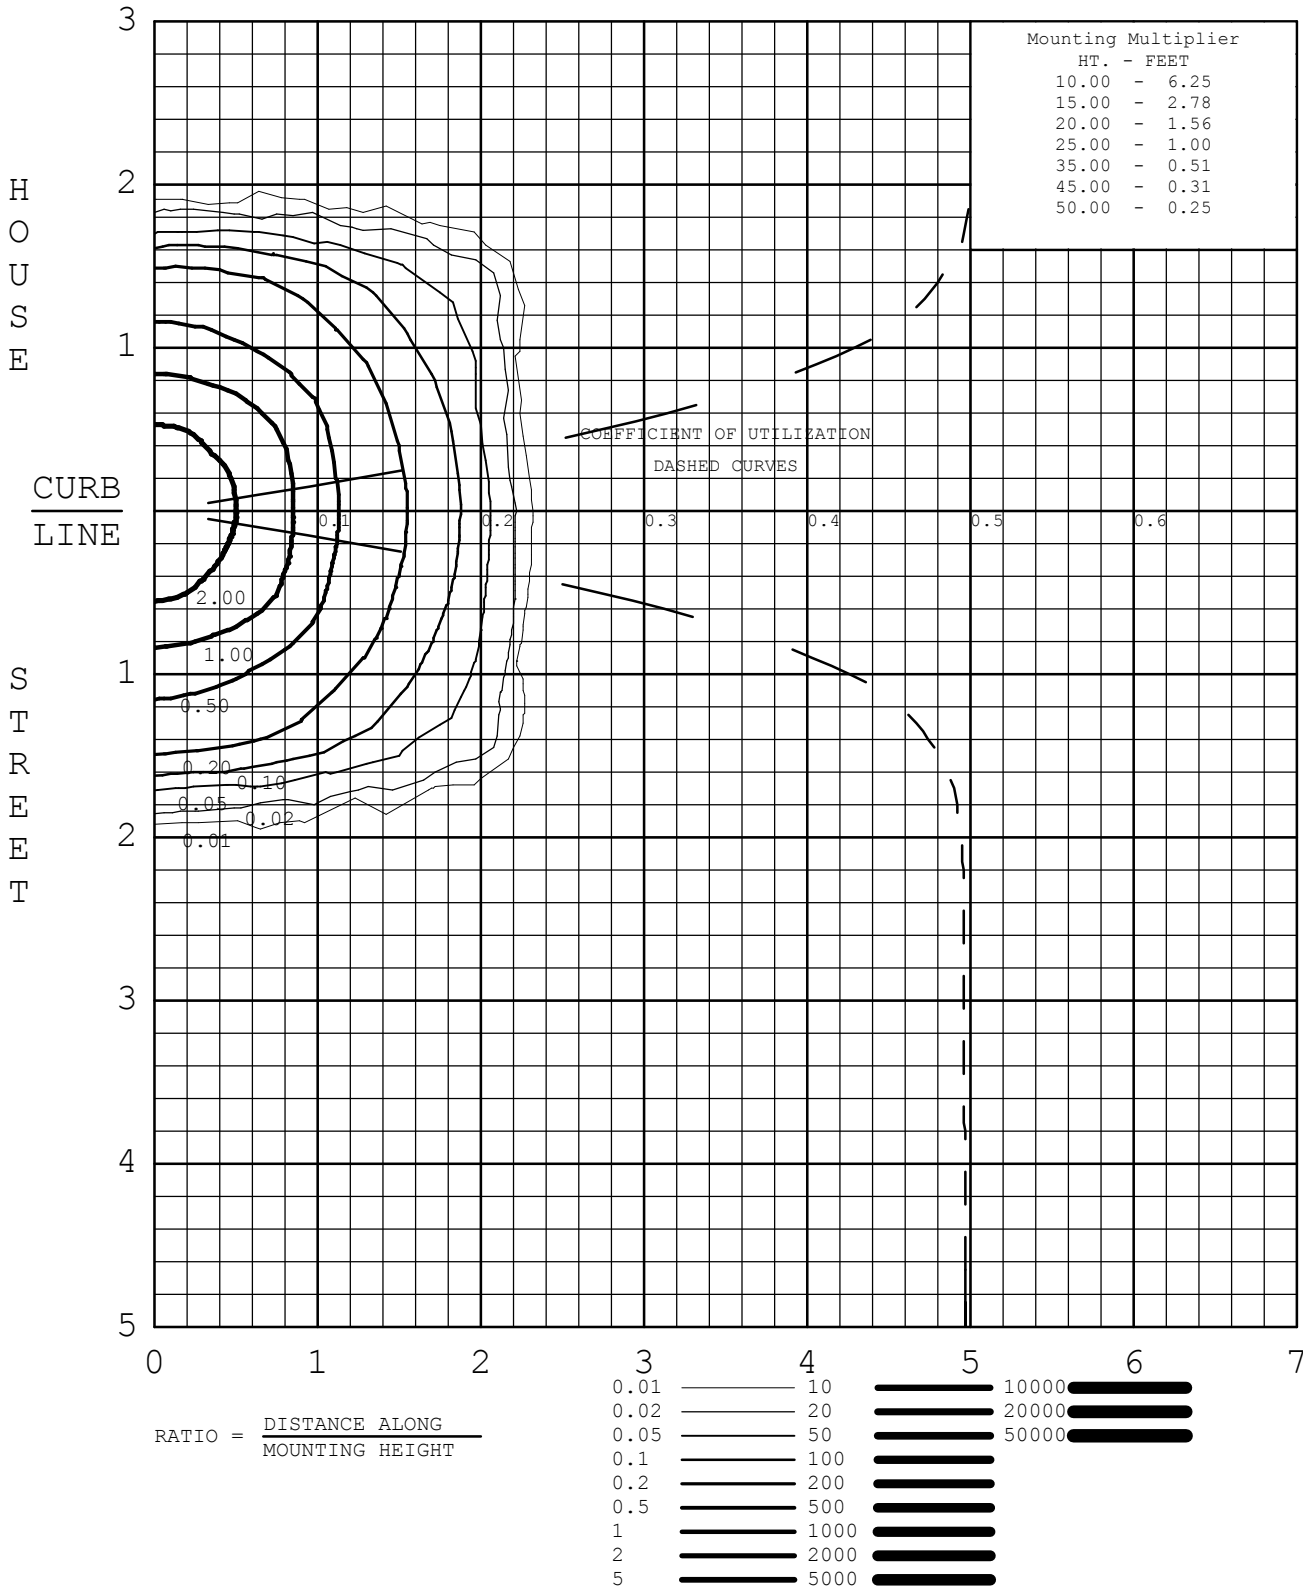 3
Mounting Multiplier
HT. - FEET
10.00 - 6.25
15.00 - 2.78
20.00 - 1.56
25.00 - 1.00
35.00 - 0.51
45.00 - 0.31
50.00 - 0.25
2
HOUSE
1
COEFFICIENT OF UTILIZATION
DASHED CURVES
CURB
LINE
0.1 0.2 0.3 0.4 0.5 0.6
2.00
1.00
0.50
0.20
0.10
0.05
0.02
0.01
STREET
1
2
3
4
5
0 1 2 3 4 5 6 7
RATIO = DISTANCE ALONG
MOUNTING HEIGHT
0.01 10 10000
0.02 20 20000
0.05 50 50000
0.1 100
0.2 200
0.5 500
1 1000
2 2000
5 5000